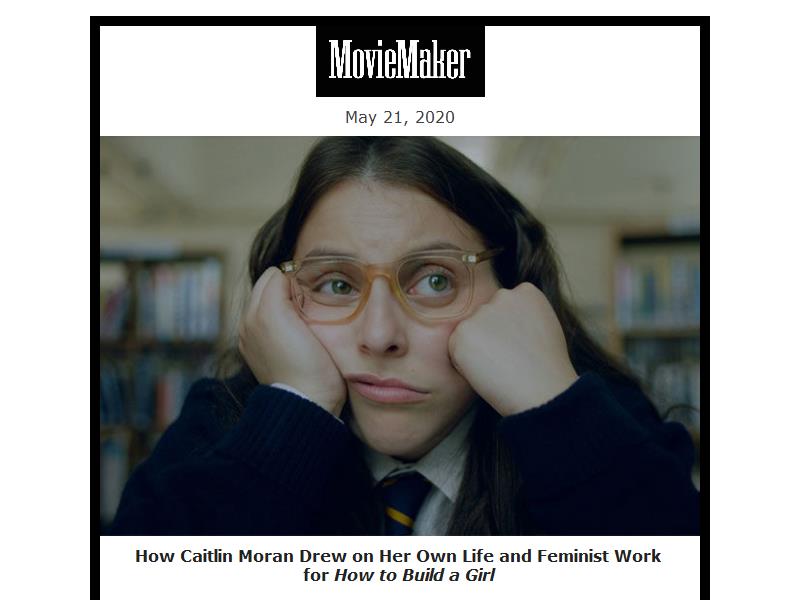 MovieMaker
May 21, 2020
How Caitlin Moran Drew on Her Own Life and Feminist Work
for How to Build a Girl